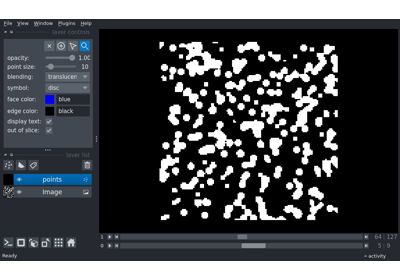 File View Window Plugins Help
layer controls
opacity: 1.00
point size: 10
blending: translucen
symbol: disc
face color: blue
edge color: black
display text:
out of slice:
layer list
points
Image
1 64 127
0 5 9
Ready activity